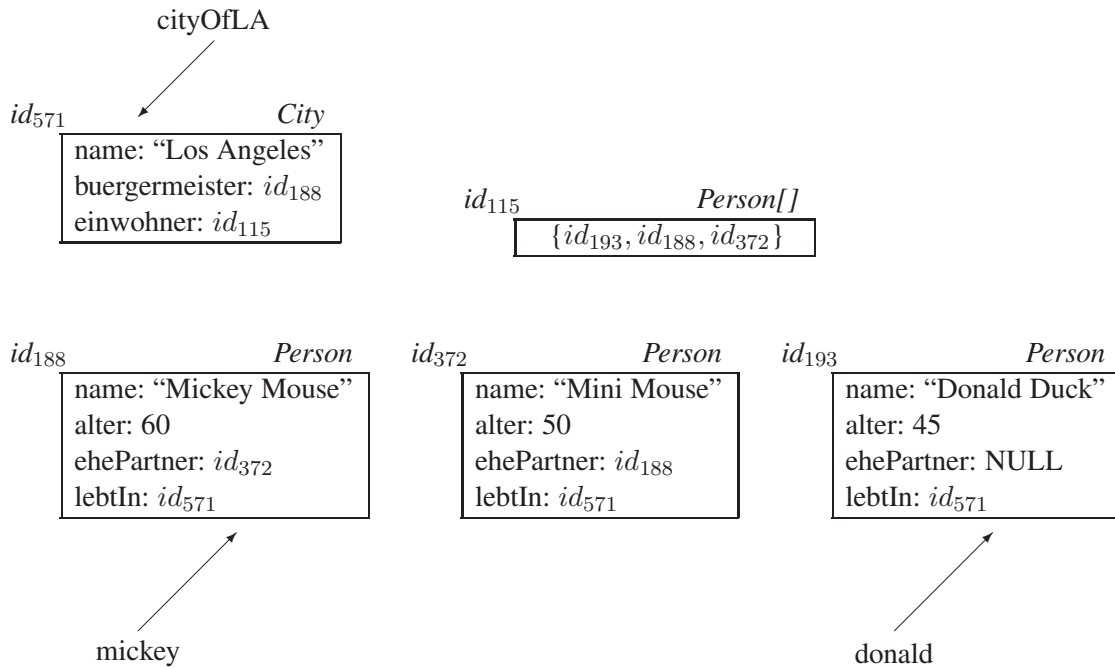 cityOfLA
id571 City
name: “Los Angeles”
buergermeister: id188
einwohner: id115
id115 Person[]
{id193, id188, id372}
id188 Person
name: “Mickey Mouse”
alter: 60
ehePartner: id372
lebtIn: id571
id372 Person
name: “Mini Mouse”
alter: 50
ehePartner: id188
lebtIn: id571
id193 Person
name: “Donald Duck”
alter: 45
ehePartner: NULL
lebtIn: id571
mickey
donald